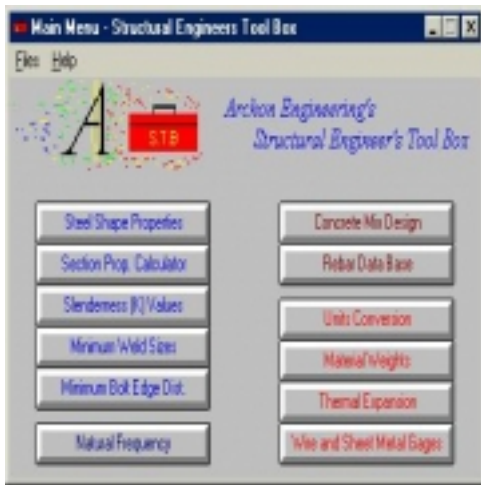 Main Menu - Structural Engineers Tool Box
Files Help
A
S.T.B
Archon Engineering's
Structural Engineer's Tool Box
Steel Shape Properties
Section Prop. Calculator
Slenderness (K) Values
Minimum Weld Sizes
Minimum Bolt Edge Dist.
Natural Frequency
Concrete Mix Design
Rebar Data Base
Units Conversion
Material Weights
Thermal Expansion
Wire and Sheet Metal Gages